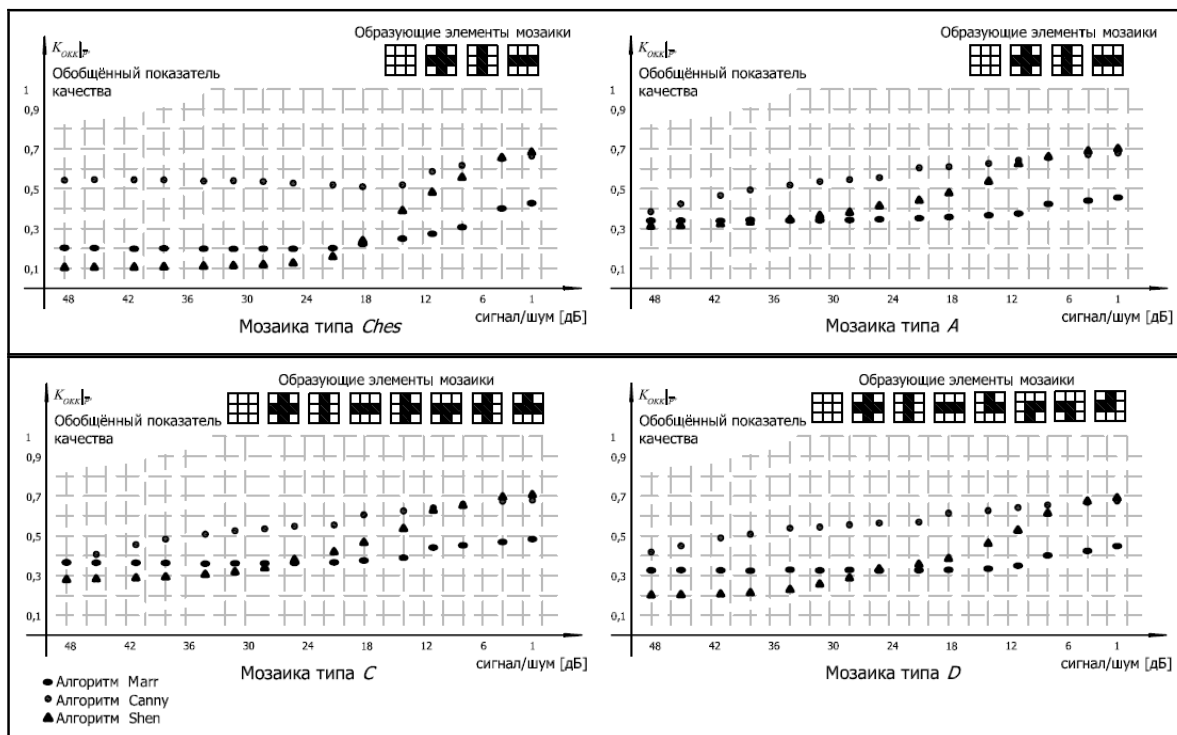 Образующие элементы мозаики
Обобщённый показатель
качества
1
0,9
0,7
0,5
0,3
0,1
48 42 36 30 24 18 12 6 1
сигнал/шум [дБ]
Мозаика типа Ches
Образующие элементы мозаики
Обобщённый показатель
качества
1
0,9
0,7
0,5
0,3
0,1
48 42 36 30 24 18 12 6 1
сигнал/шум [дБ]
Мозаика типа A
Образующие элементы мозаики
Обобщённый показатель
качества
1
0,9
0,7
0,5
0,3
0,1
48 42 36 30 24 18 12 6 1
сигнал/шум [дБ]
Мозаика типа C
Алгоритм Marr
Алгоритм Canny
Алгоритм Shen
Образующие элементы мозаики
Обобщённый показатель
качества
1
0,9
0,7
0,5
0,3
0,1
48 42 36 30 24 18 12 6 1
сигнал/шум [дБ]
Мозаика типа D